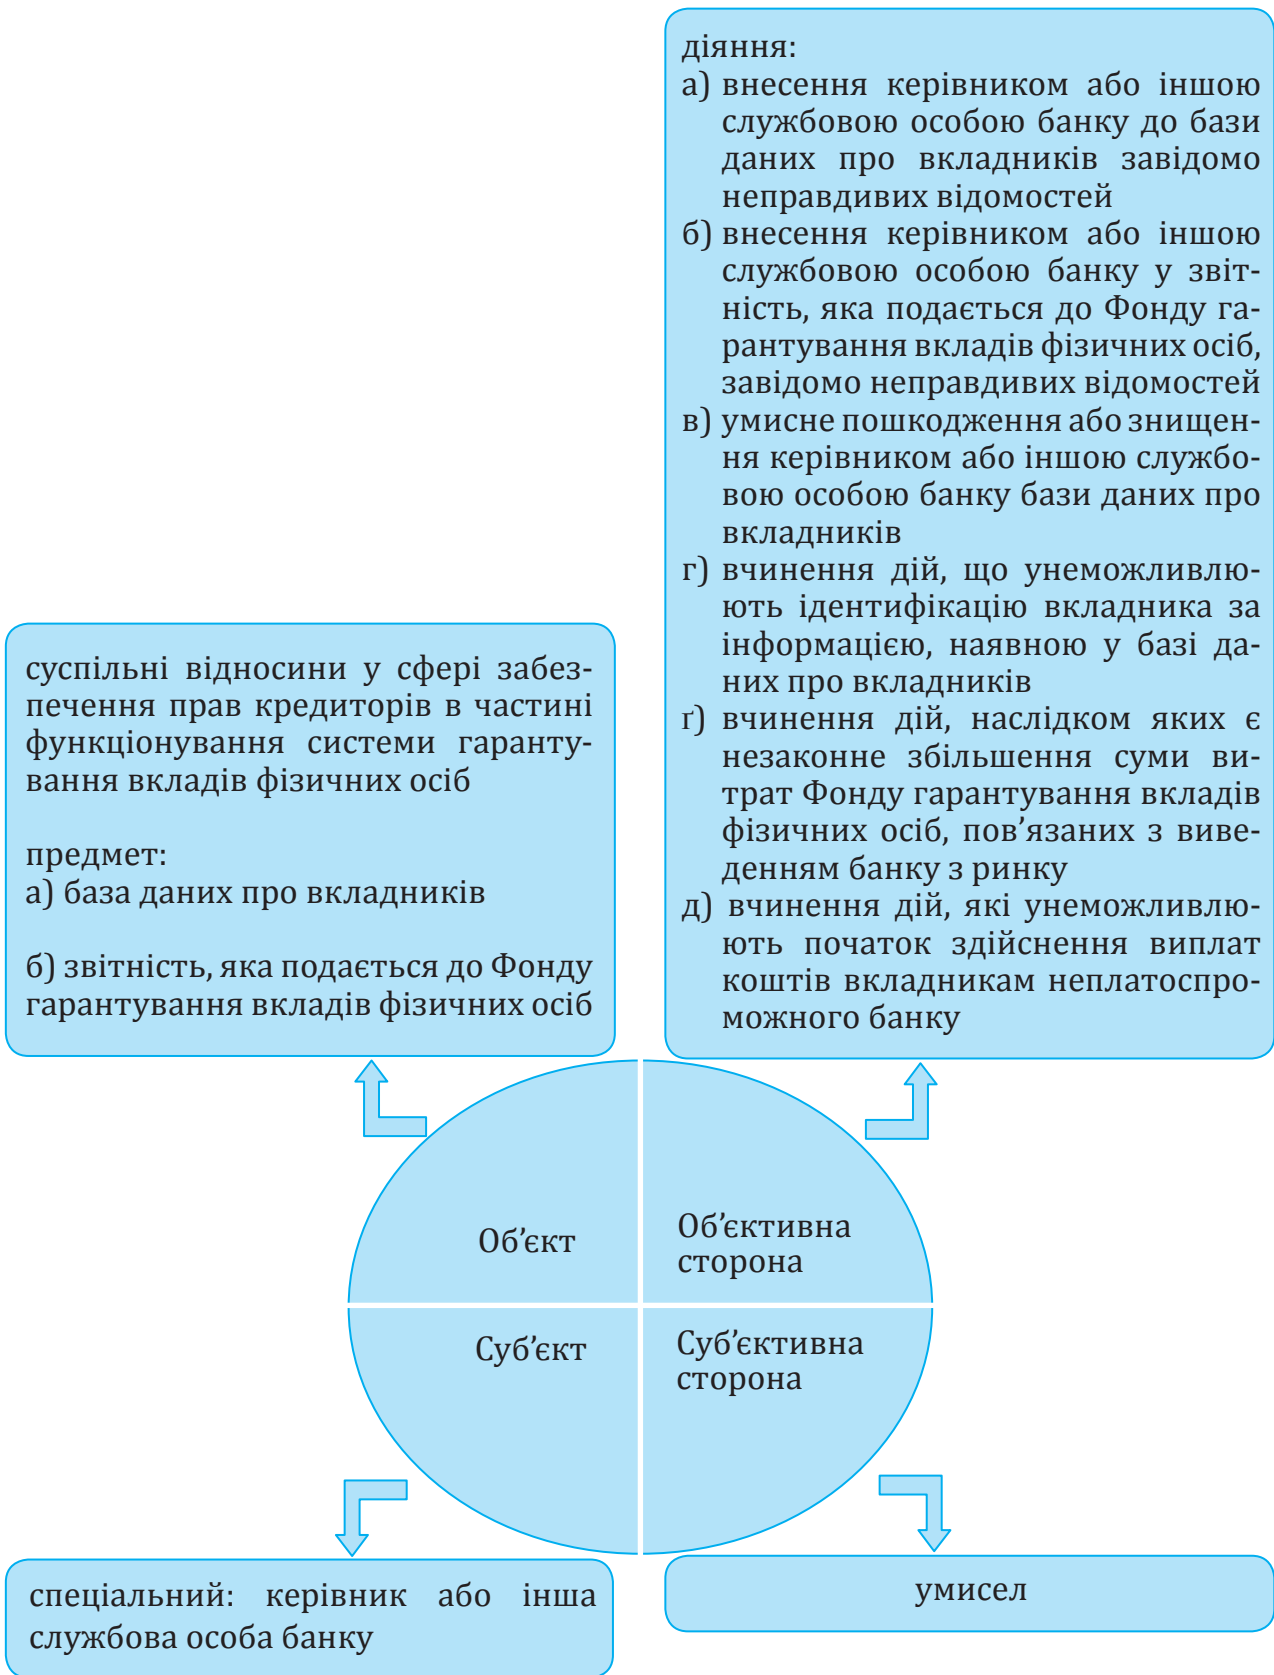 діяння:
а) внесення керівником або іншою
службовою особою банку до бази
даних про вкладників завідомо
неправдивих відомостей
б) внесення керівником або іншою
службовою особою банку у звіт-
ність, яка подається до Фонду га-
рантування вкладів фізичних осіб,
завідомо неправдивих відомостей
в) умисне пошкодження або знищен-
ня керівником або іншою службо-
вою особою банку бази даних про
вкладників
г) вчинення дій, що унеможливлю-
ють ідентифікацію вкладника за
інформацією, наявною у базі да-
них про вкладників
ґ) вчинення дій, наслідком яких є
незаконне збільшення суми ви-
трат Фонду гарантування вкладів
фізичних осіб, пов’язаних з виве-
денням банку з ринку
д) вчинення дій, які унеможливлю-
ють початок здійснення виплат
коштів вкладникам неплатоспро-
можного банку
суспільні відносини у сфері забез-
печення прав кредиторів в частині
функціонування системи гаранту-
вання вкладів фізичних осіб
предмет:
а) база даних про вкладників
б) звітність, яка подається до Фонду
гарантування вкладів фізичних осіб
Об’єкт
Об’єктивна
сторона
Суб’єкт
Суб’єктивна
сторона
спеціальний: керівник або інша
службова особа банку
умисел